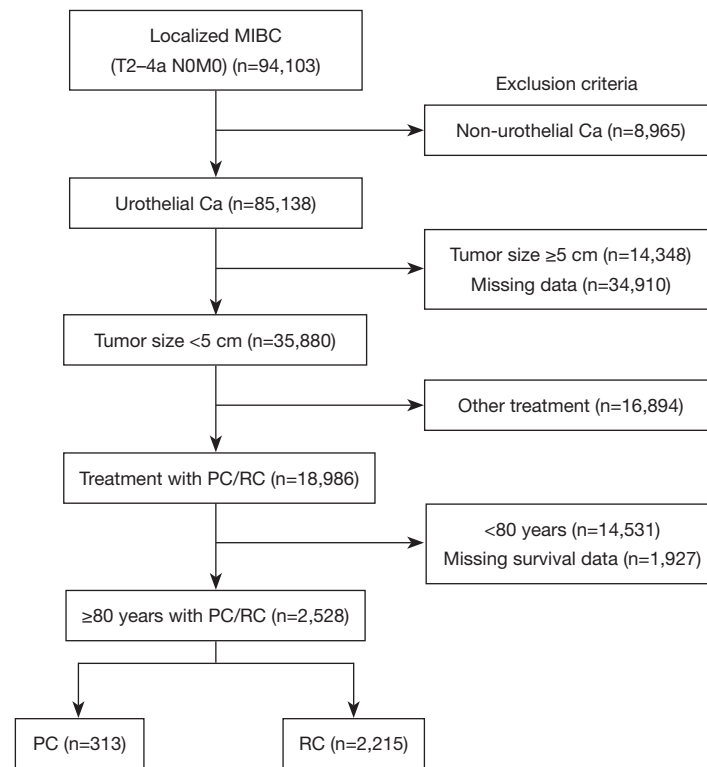 Localized MIBC
(T2–4a N0M0) (n=94,103)
Exclusion criteria
Non-urothelial Ca (n=8,965)
Urothelial Ca (n=85,138)
Tumor size ≥5 cm (n=14,348)
Missing data (n=34,910)
Tumor size <5 cm (n=35,880)
Other treatment (n=16,894)
Treatment with PC/RC (n=18,986)
<80 years (n=14,531)
Missing survival data (n=1,927)
≥80 years with PC/RC (n=2,528)
PC (n=313)
RC (n=2,215)